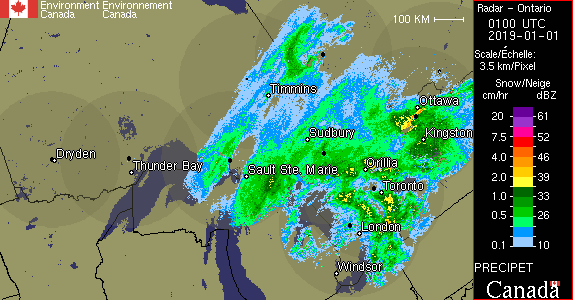 Environment Environnement
Canada Canada
100 KM
Timmins
Ottawa
Sudbury
Kingston
Dryden
Thunder Bay
Sault Ste. Marie
Orillia
Toronto
London
Windsor
Radar - Ontario
0100 UTC
2019-01-01
Scale/Échelle:
3.5 km/Pixel
Snow/Neige
cm/hr dBZ
20 61
7.5 52
4.0 46
2.0 39
1.0 33
0.5 26
0.1 10
PRECIPET
Canada